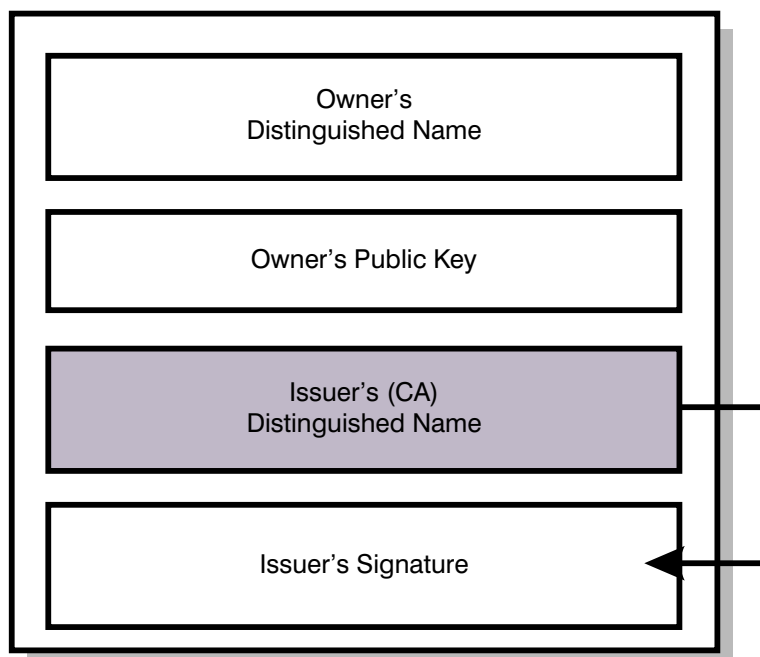 Owner’s
Distinguished Name
Owner’s Public Key
Issuer’s (CA)
Distinguished Name
Issuer’s Signature